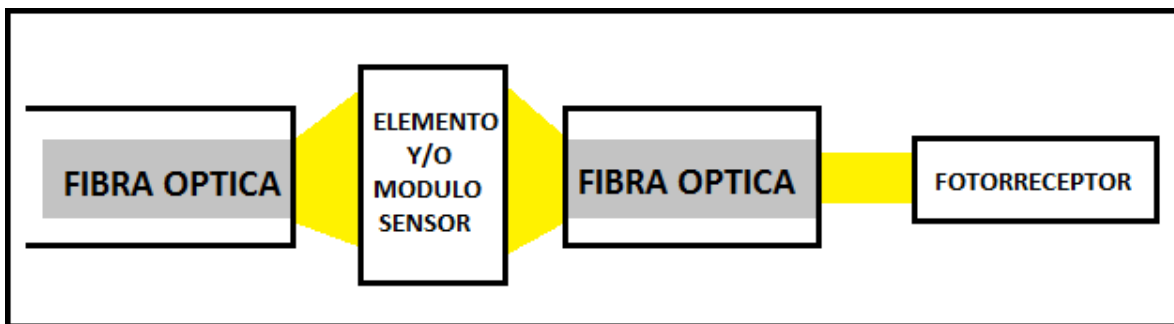 FIBRA OPTICA
ELEMENTO
Y/O
MODULO
SENSOR
FIBRA OPTICA
FOTORRECEPTOR